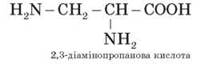 H₂N – CH₂ – CH – COOH
NH₂
2,3-діамінопропанова кислота